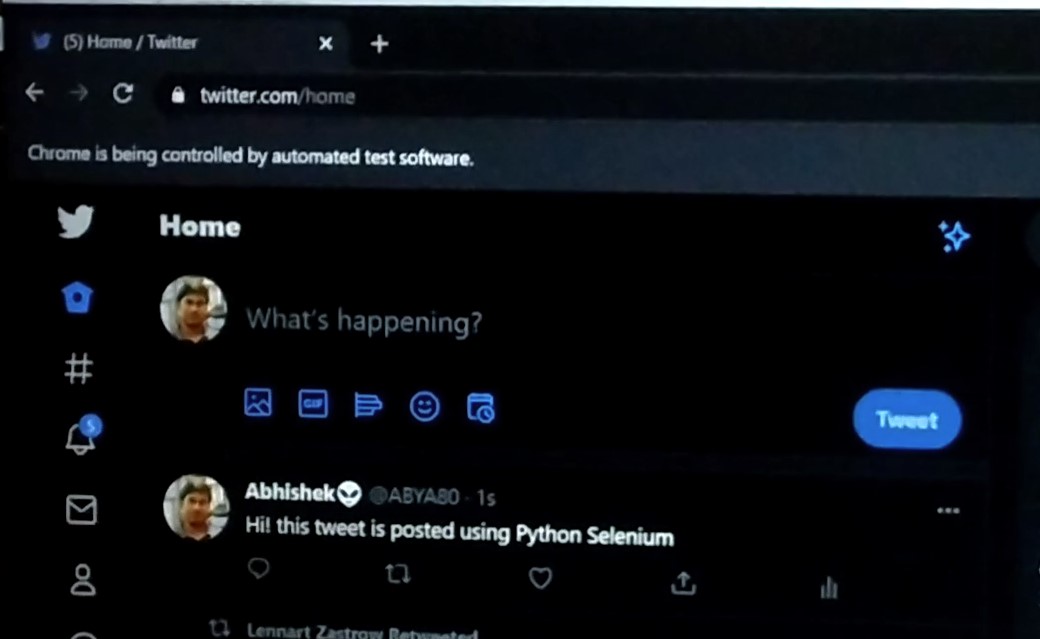 (5) Home / Twitter
twitter.com/home
Chrome is being controlled by automated test software.
Home
What's happening?
GIF
Tweet
5
Abhishek @ABYA80 · 1s
Hi! this tweet is posted using Python Selenium
Lennart Zastrow Retweeted